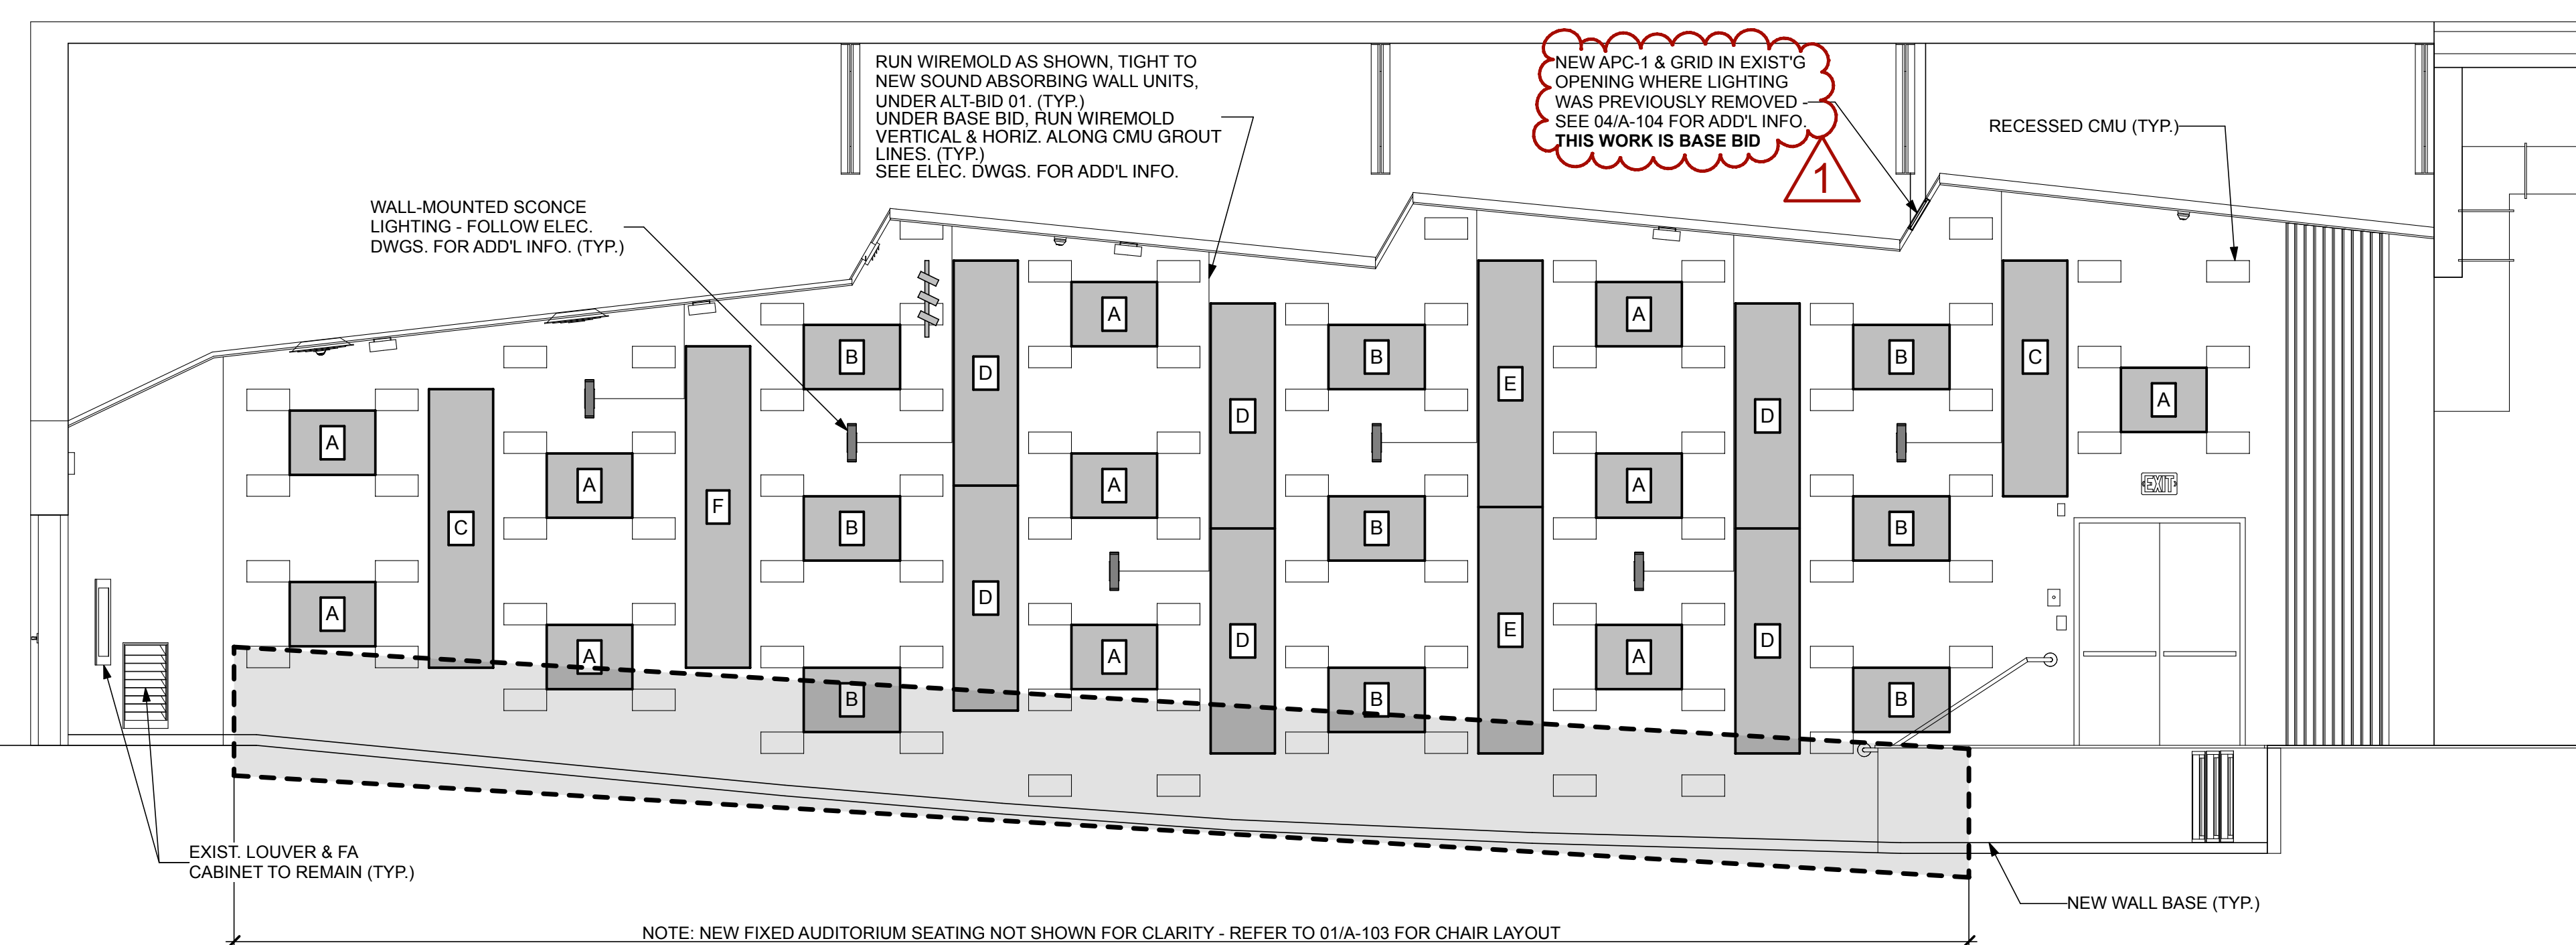 RUN WIREMOLD AS SHOWN, TIGHT TO
NEW SOUND ABSORBING WALL UNITS,
UNDER ALT-BID 01. (TYP.)
UNDER BASE BID, RUN WIREMOLD
VERTICAL & HORIZ. ALONG CMU GROUT
LINES. (TYP.)
SEE ELEC. DWGS. FOR ADD'L INFO.
NEW APC-1 & GRID IN EXIST'G
OPENING WHERE LIGHTING
WAS PREVIOUSLY REMOVED -
SEE 04/A-104 FOR ADD'L INFO.
THIS WORK IS BASE BID
1
RECESSED CMU (TYP.)
WALL-MOUNTED SCONCE
LIGHTING - FOLLOW ELEC.
DWGS. FOR ADD'L INFO. (TYP.)
A
A
C
A
A
F
B
B
B
D
D
A
A
A
D
D
B
B
B
E
E
A
A
A
D
D
B
B
B
C
A
EXIT
EXIST. LOUVER & FA
CABINET TO REMAIN (TYP.)
NEW WALL BASE (TYP.)
NOTE: NEW FIXED AUDITORIUM SEATING NOT SHOWN FOR CLARITY - REFER TO 01/A-103 FOR CHAIR LAYOUT